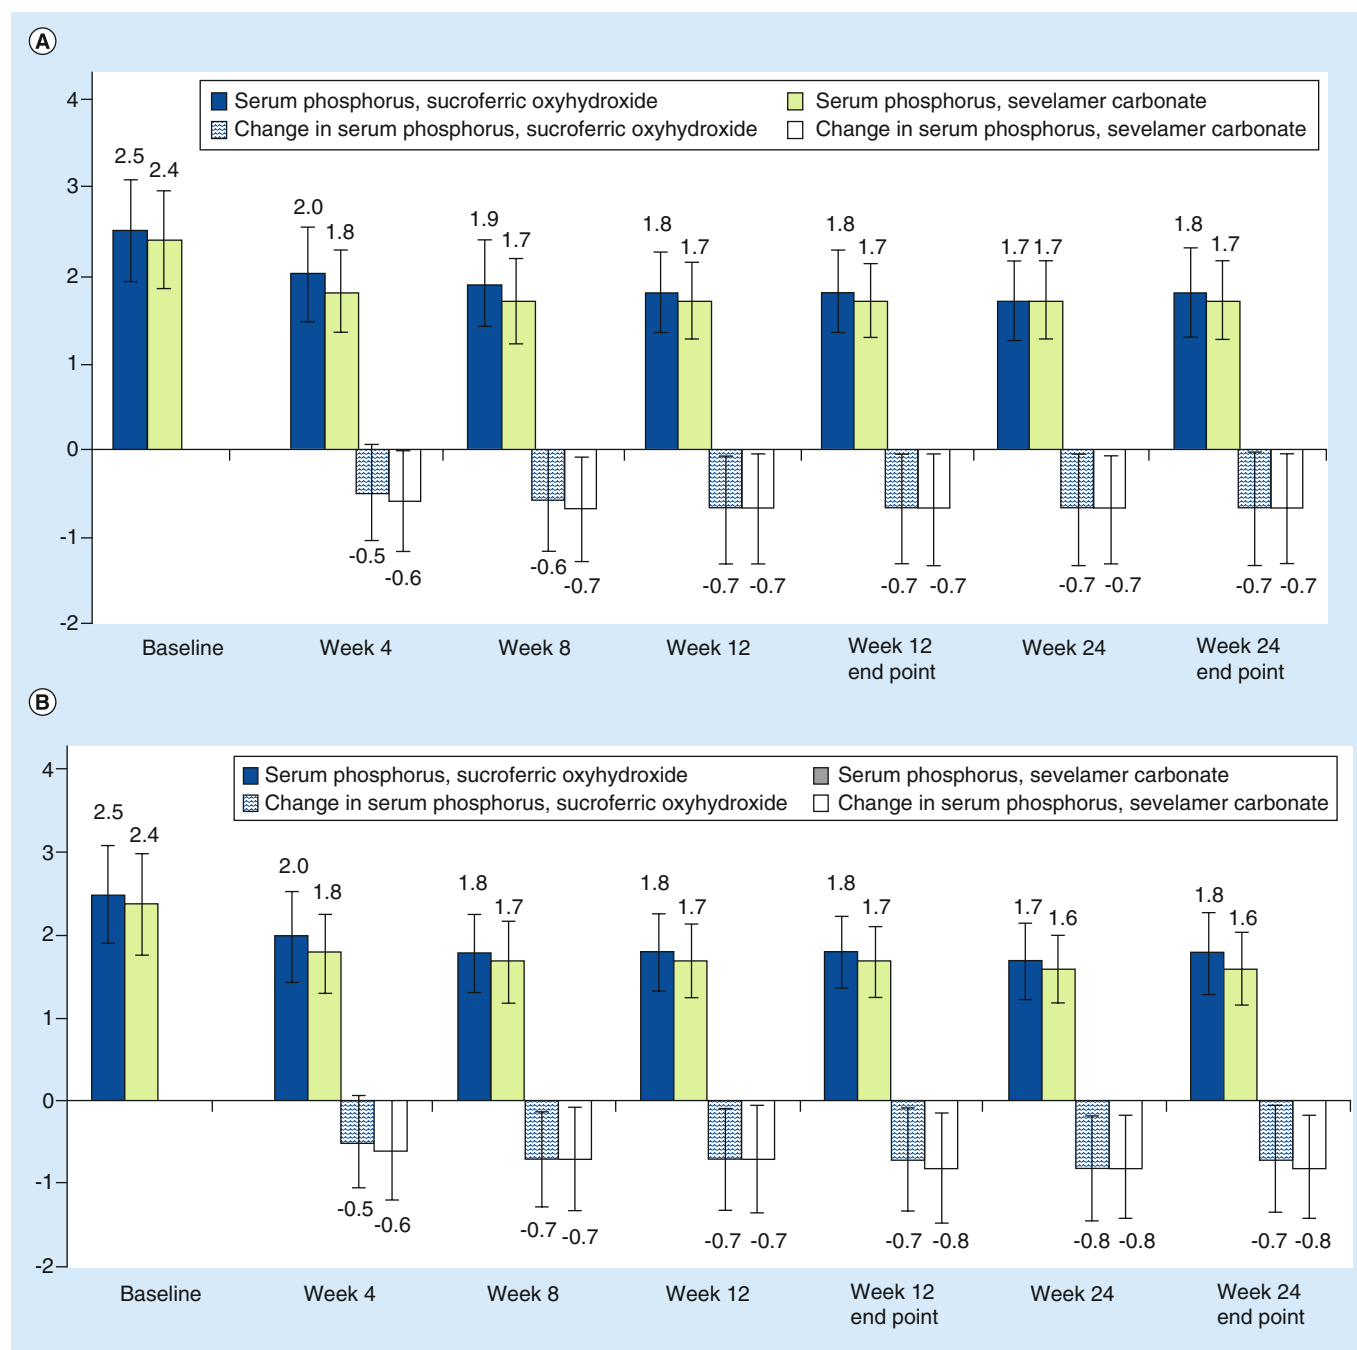 A
Serum phosphorus, sucroferric oxyhydroxide
Serum phosphorus, sevelamer carbonate
Change in serum phosphorus, sucroferric oxyhydroxide
Change in serum phosphorus, sevelamer carbonate
4
3
2
1
0
-1
-2
2.5
2.4
2.0
1.8
1.9
1.7
1.8
1.7
1.8
1.7
1.7
1.7
1.8
1.7
-0.5
-0.6
-0.6
-0.7
-0.7
-0.7
-0.7
-0.7
-0.7
-0.7
-0.7
-0.7
Baseline
Week 4
Week 8
Week 12
Week 12
end point
Week 24
Week 24
end point
B
Serum phosphorus, sucroferric oxyhydroxide
Serum phosphorus, sevelamer carbonate
Change in serum phosphorus, sucroferric oxyhydroxide
Change in serum phosphorus, sevelamer carbonate
4
3
2
1
0
-1
-2
2.5
2.4
2.0
1.8
1.8
1.7
1.8
1.7
1.8
1.7
1.7
1.6
1.8
1.6
-0.5
-0.6
-0.7
-0.7
-0.7
-0.7
-0.7
-0.8
-0.8
-0.8
-0.7
-0.8
Baseline
Week 4
Week 8
Week 12
Week 12
end point
Week 24
Week 24
end point